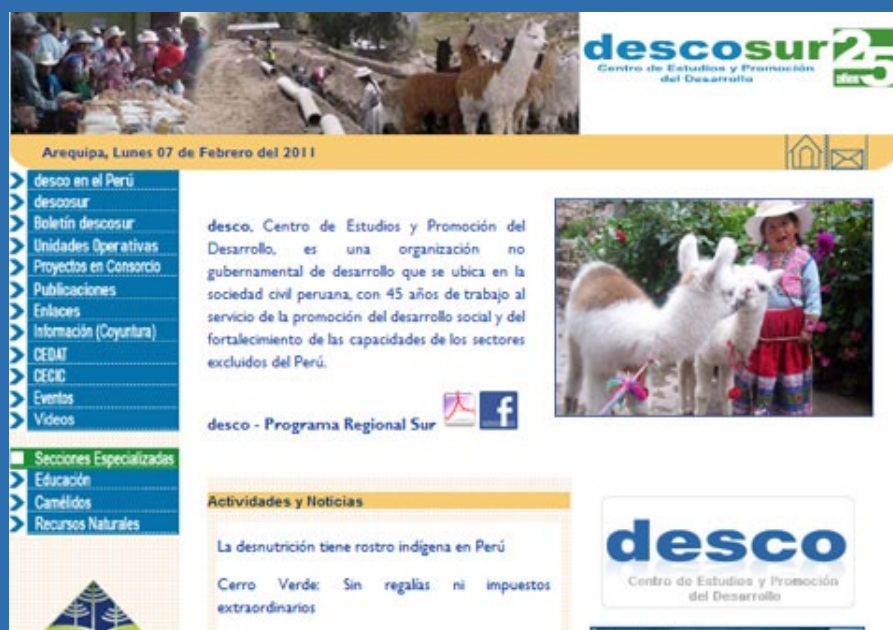 descosur 25
Centro de Estudios y Promoción
del Desarrollo
años
Arequipa, Lunes 07 de Febrero del 2011
desco en el Perú
descosur
Boletín descosur
Unidades Operativas
Proyectos en Consorcio
Publicaciones
Enlaces
Información (Coyuntura)
CEDAT
CECIC
Eventos
Videos
Secciones Especializadas
Educación
Camélidos
Recursos Naturales
desco, Centro de Estudios y Promoción del
Desarrollo, es una organización no
gubernamental de desarrollo que se ubica en la
sociedad civil peruana, con 45 años de trabajo al
servicio de la promoción del desarrollo social y del
fortalecimiento de las capacidades de los sectores
excluidos del Perú.
desco - Programa Regional Sur
Actividades y Noticias
La desnutrición tiene rostro indígena en Perú
Cerro Verde: Sin regalías ni impuestos
extraordinarios
desco
Centro de Estudios y Promoción
del Desarrollo